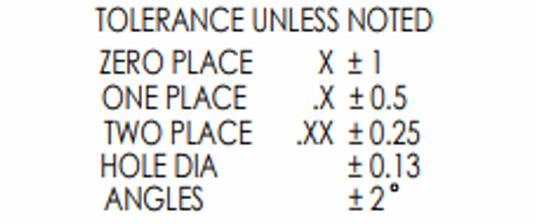 TOLERANCE UNLESS NOTED
ZERO PLACE X ± 1
ONE PLACE .X ± 0.5
TWO PLACE .XX ± 0.25
HOLE DIA ± 0.13
ANGLES ± 2°